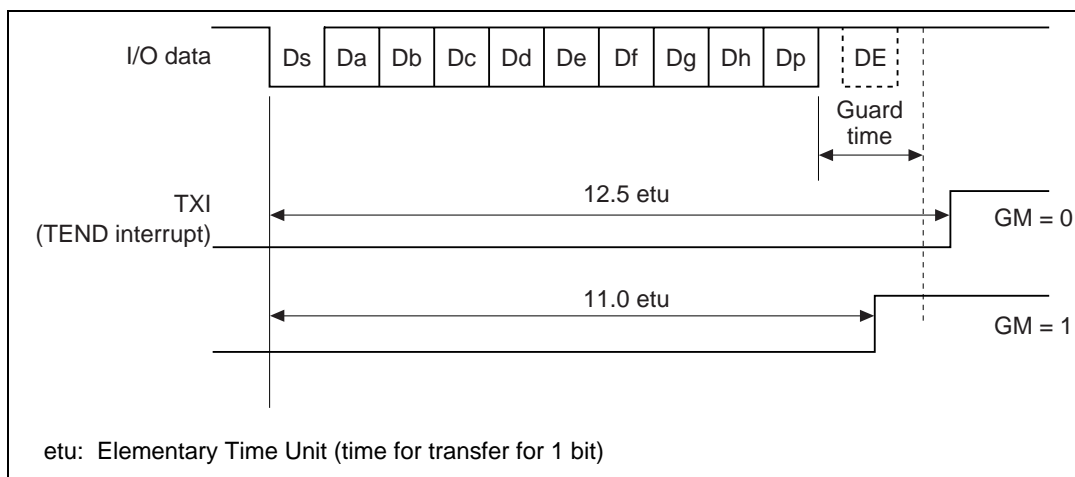 I/O data
Ds Da Db Dc Dd De Df Dg Dh Dp DE
Guard
time
TXI
(TEND interrupt)
12.5 etu
GM = 0
11.0 etu
GM = 1
etu: Elementary Time Unit (time for transfer for 1 bit)